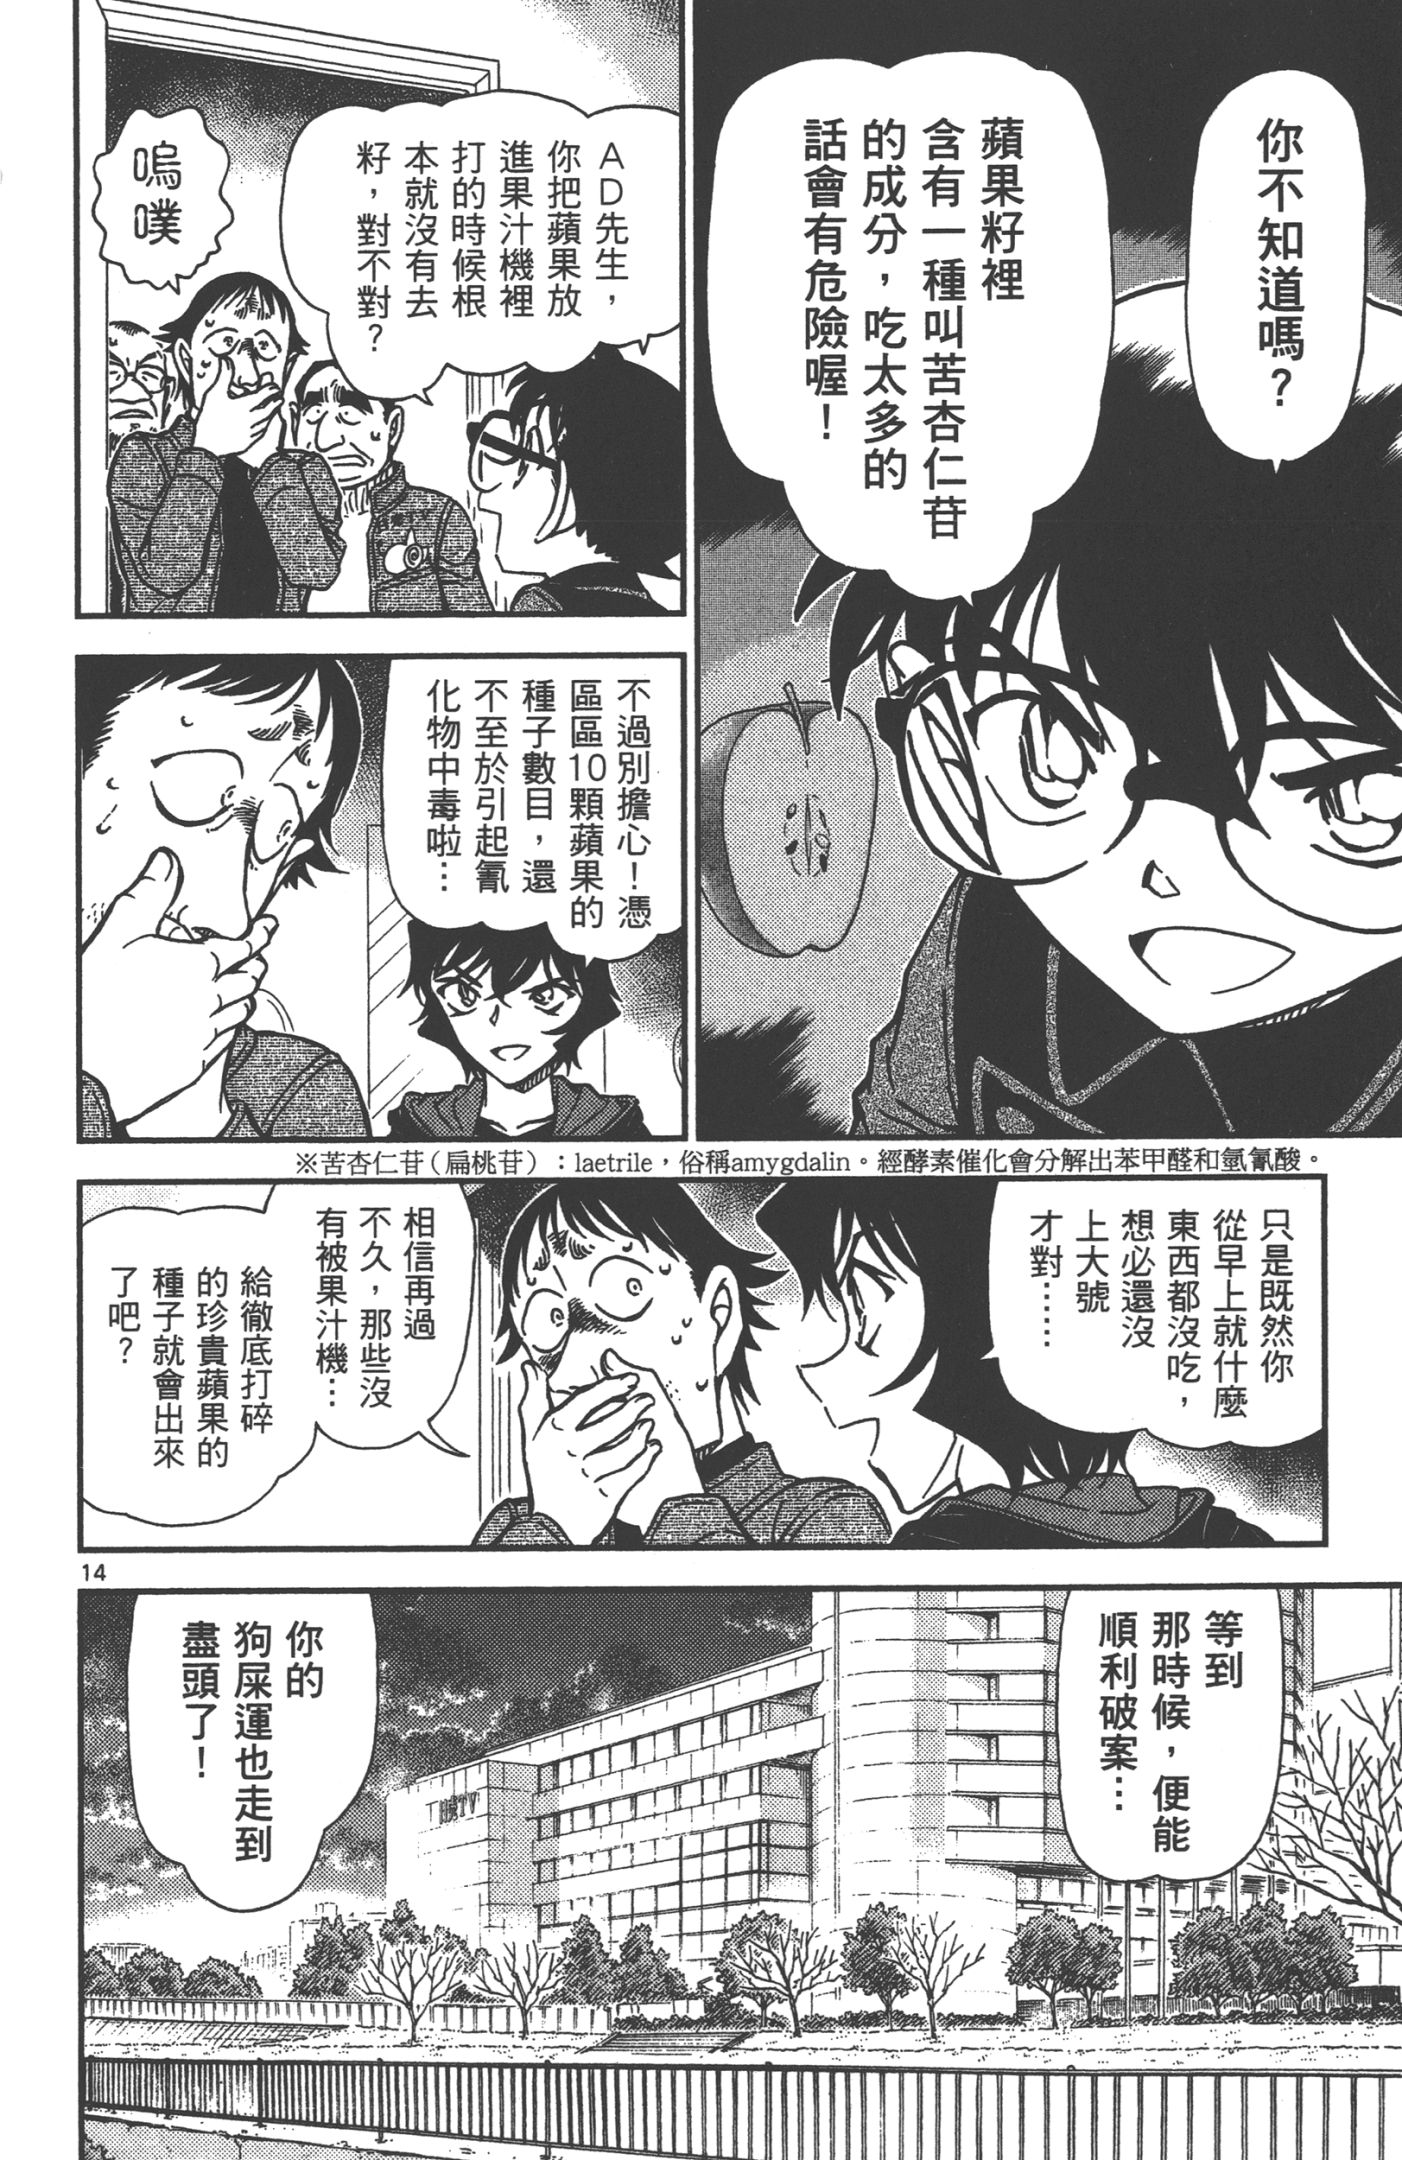 你不知道嗎？
蘋果籽裡
含有一種叫苦杏仁苷
的成分，吃太多的
話會有危險喔！
ＡＤ先生，
你把蘋果放
進果汁機裡
打的時候根
本就沒有去
籽，對不對？
嗚
噗
不過別擔心！憑
區區10顆蘋果的
種子數目，還
不至於引起氰
化物中毒啦…
※苦杏仁苷（扁桃苷）：laetrile，俗稱amygdalin。經酵素催化會分解出苯甲醛和氫氰酸。
只是既然你
從早上就什麼
東西都沒吃，
想必還沒
上大號
才對……
相信再過
不久，那些沒
有被果汁機…
給徹底打碎
的珍貴蘋果的
種子就會出來
了吧？
14
等到
那時候，便能
順利破案…
你的
狗屎運也走到
盡頭了！